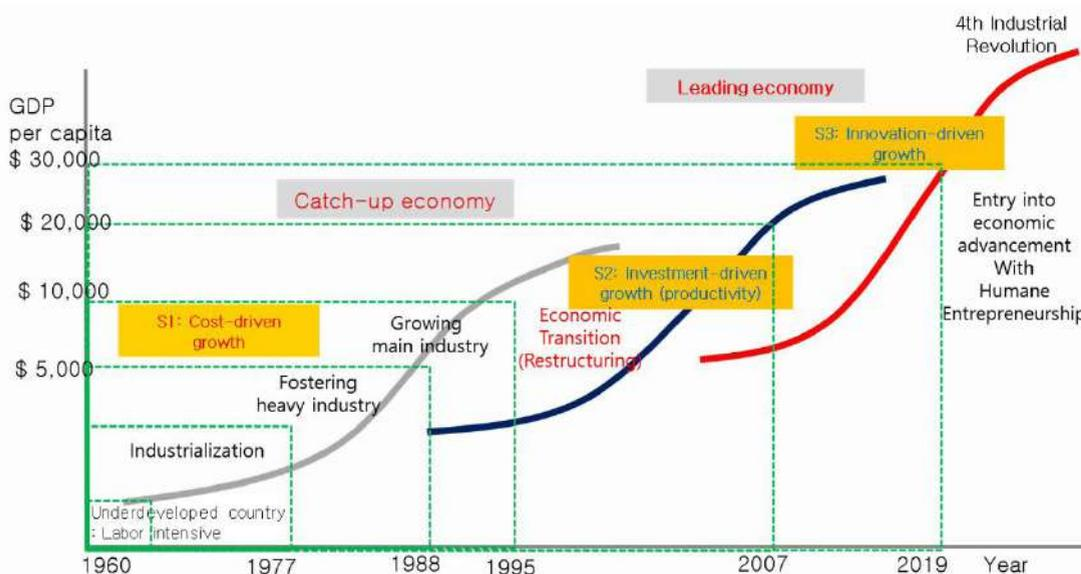 4th Industrial
Revolution
GDP
per capita
Leading economy
S3: Innovation-driven
growth
$ 30,000
Catch-up economy
$ 20,000
Entry into
economic
advancement
With
Humane
Entrepreneurship
S2: Investment-driven
growth (productivity)
$ 10,000
S1: Cost-driven
growth
Growing
main industry
Economic
Transition
(Restructuring)
$ 5,000
Fostering
heavy industry
Industrialization
Underdeveloped country
: Labor intensive
1960
1977
1988
1995
2007
2019
Year